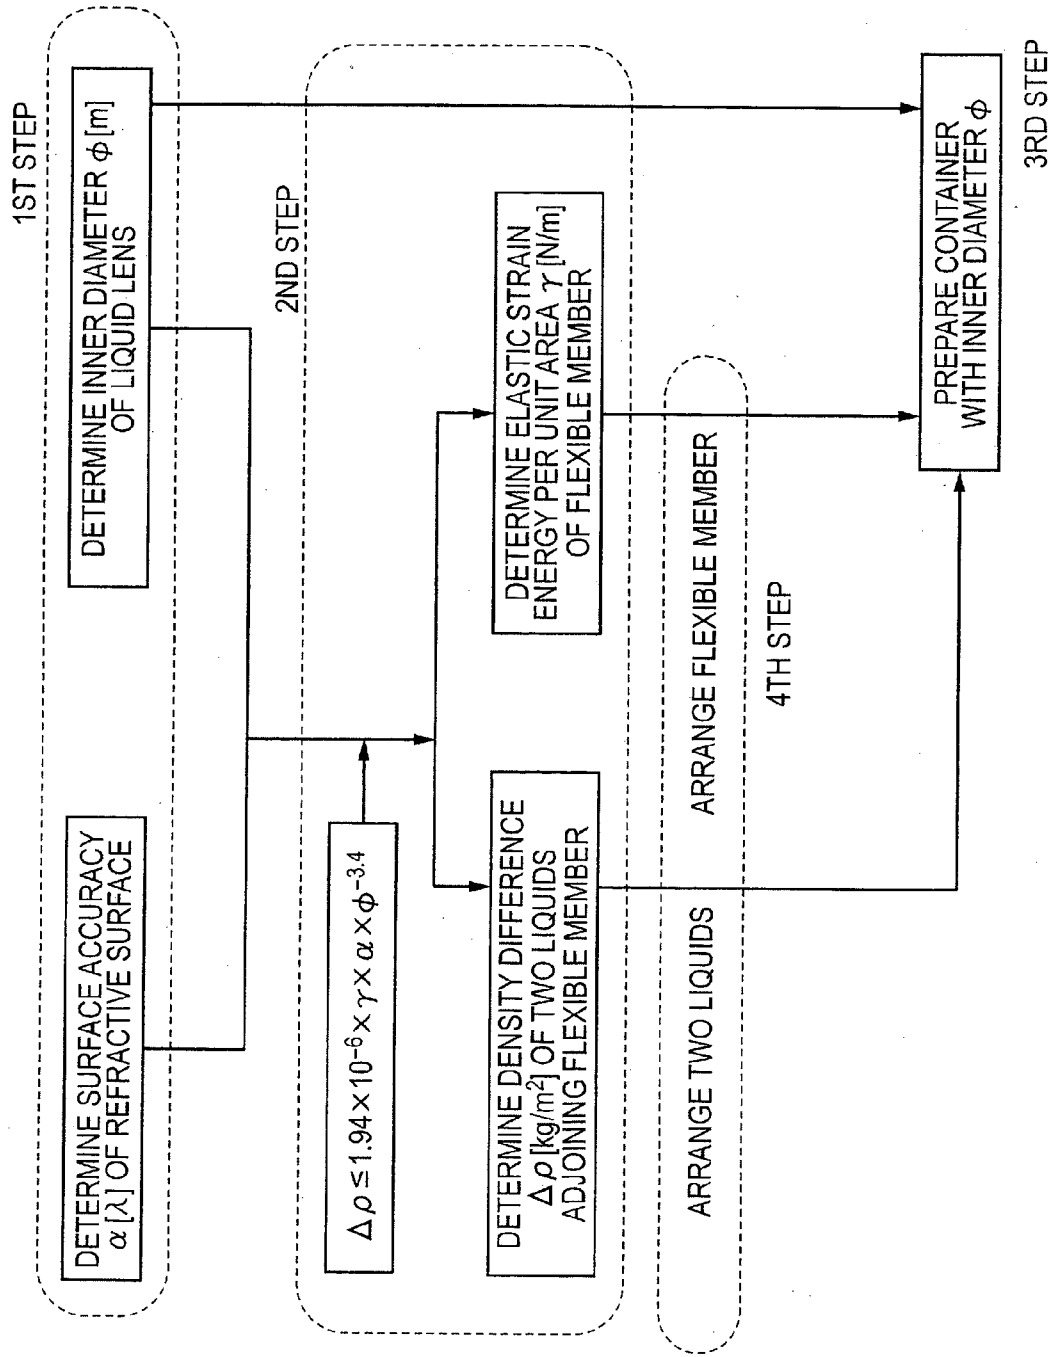 1ST STEP
DETERMINE SURFACE ACCURACY
α [λ] OF REFRACTIVE SURFACE
DETERMINE INNER DIAMETER ϕ [m]
OF LIQUID LENS
2ND STEP
Δρ ≤ 1.94×10⁻⁶×γ×α×ϕ⁻³·⁴
DETERMINE DENSITY DIFFERENCE
Δρ [kg/m²] OF TWO LIQUIDS
ADJOINING FLEXIBLE MEMBER
DETERMINE ELASTIC STRAIN
ENERGY PER UNIT AREA γ [N/m]
OF FLEXIBLE MEMBER
ARRANGE TWO LIQUIDS
ARRANGE FLEXIBLE MEMBER
4TH STEP
PREPARE CONTAINER
WITH INNER DIAMETER ϕ
3RD STEP